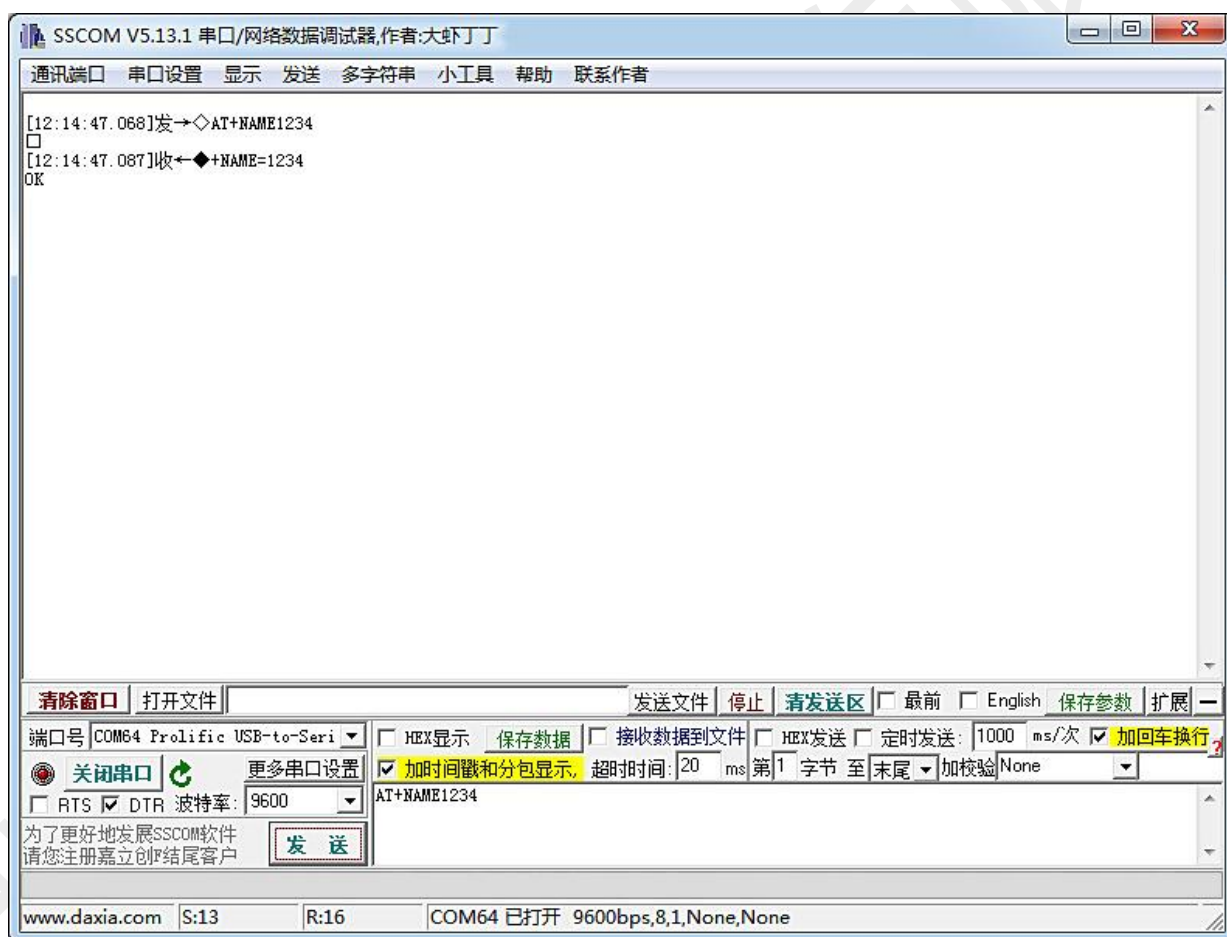 SSCOM V5.13.1 串口/网络数据调试器,作者:大虾丁丁
通讯端口 串口设置 显示 发送 多字符串 小工具 帮助 联系作者
[12:14:47.068]发→◇AT+NAME1234
□
[12:14:47.087]收←◆+NAME=1234
OK
清除窗口 打开文件 发送文件 停止 清发送区 最前 English 保存参数 扩展 —
端口号 COM64 Prolific USB-to-Seri HEX显示 保存数据 接收数据到文件 HEX发送 定时发送: 1000 ms/次 加回车换行 ?
关闭串口 更多串口设置 加时间戳和分包显示, 超时时间: 20 ms 第 1 字节 至 末尾 加校验 None
RTS DTR 波特率: 9600 AT+NAME1234
为了更好地发展SSCOM软件
请您注册嘉立创F结尾客户 发 送
www.daxia.com S:13 R:16 COM64 已打开 9600bps,8,1,None,None